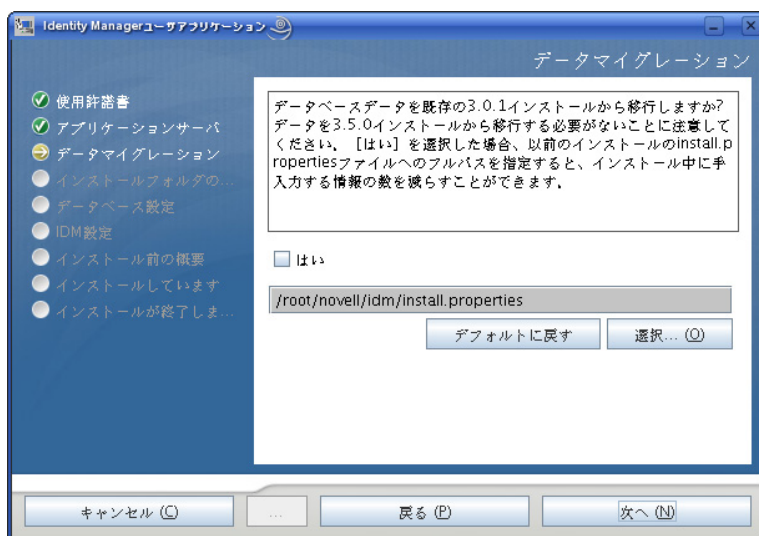 Identity Managerユーザアプリケーション
データマイグレーション
使用許諾書
アプリケーションサーバ
データマイグレーション
インストールフォルダの...
データベース設定
IDM設定
インストール前の概要
インストールしています
インストールが終了しま...
データベースデータを既存の3.0.1インストールから移行しますか?
データを3.5.0インストールから移行する必要がないことに注意して
ください。［はい］を選択した場合、以前のインストールのinstall.p
ropertiesファイルへのフルパスを指定すると、インストール中に手
入力する情報の数を減らすことができます。
はい
/root/novell/idm/install.properties
デフォルトに戻す
選択... (O)
キャンセル (C)
...
戻る (P)
次へ (N)